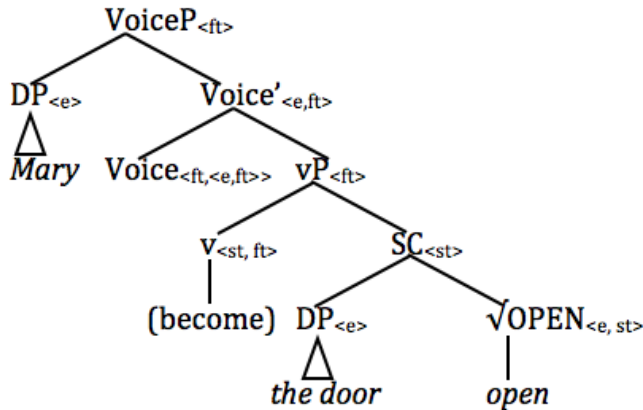 VoiceP<ft>
DP<e> Voice’<e,ft>
Mary Voice<ft,<e,ft>> vP<ft>
v<st, ft> SC<st>
(become) DP<e> √OPEN<e, st>
the door open